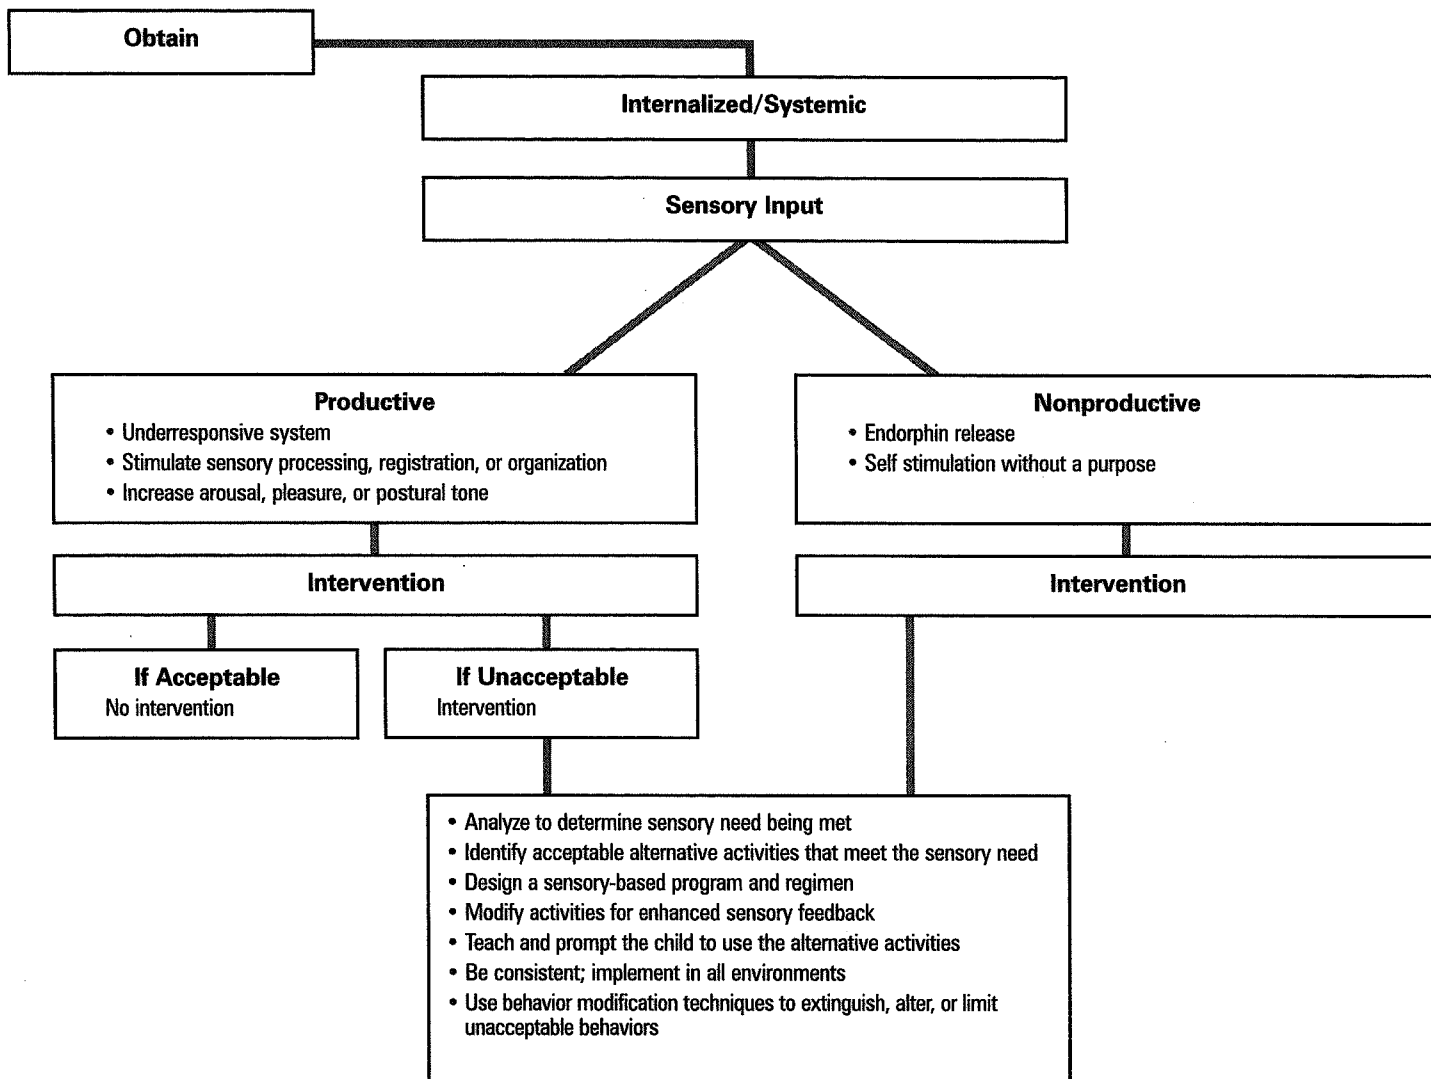 Obtain
Internalized/Systemic
Sensory Input
Productive
• Underresponsive system
• Stimulate sensory processing, registration, or organization
• Increase arousal, pleasure, or postural tone
Nonproductive
• Endorphin release
• Self stimulation without a purpose
Intervention
Intervention
If Acceptable
No intervention
If Unacceptable
Intervention
• Analyze to determine sensory need being met
• Identify acceptable alternative activities that meet the sensory need
• Design a sensory-based program and regimen
• Modify activities for enhanced sensory feedback
• Teach and prompt the child to use the alternative activities
• Be consistent; implement in all environments
• Use behavior modification techniques to extinguish, alter, or limit
unacceptable behaviors